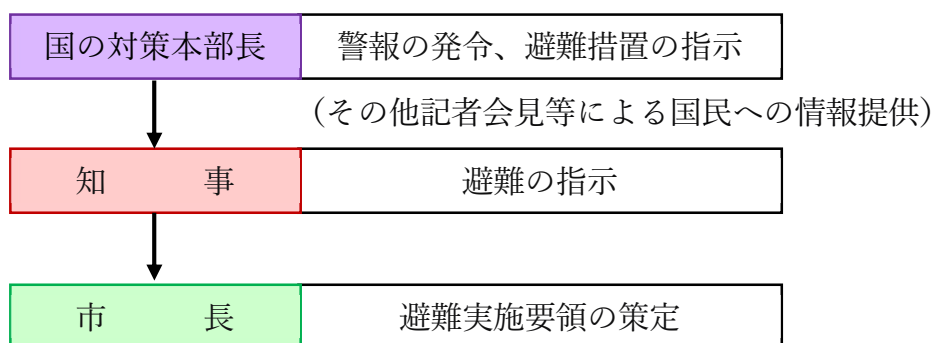 国の対策本部長 警報の発令、避難措置の指示
(その他記者会見等による国民への情報提供)
知 事 避難の指示
市 長 避難実施要領の策定